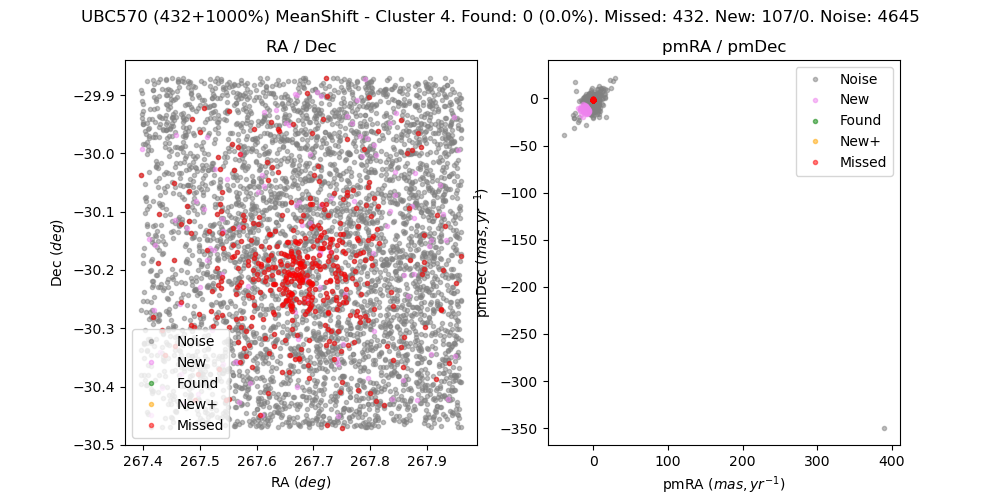 UBC570 (432+1000%) MeanShift - Cluster 4. Found: 0 (0.0%). Missed: 432. New: 107/0. Noise: 4645
RA / Dec
Dec (deg)
−29.9
−30.0
−30.1
−30.2
−30.3
−30.4
−30.5
Noise
New
Found
New+
Missed
267.4 267.5 267.6 267.7 267.8 267.9
RA (deg)
pmRA / pmDec
pmDec (mas, yr⁻¹)
0
−50
−100
−150
−200
−250
−300
−350
Noise
New
Found
New+
Missed
0 100 200 300 400
pmRA (mas, yr⁻¹)